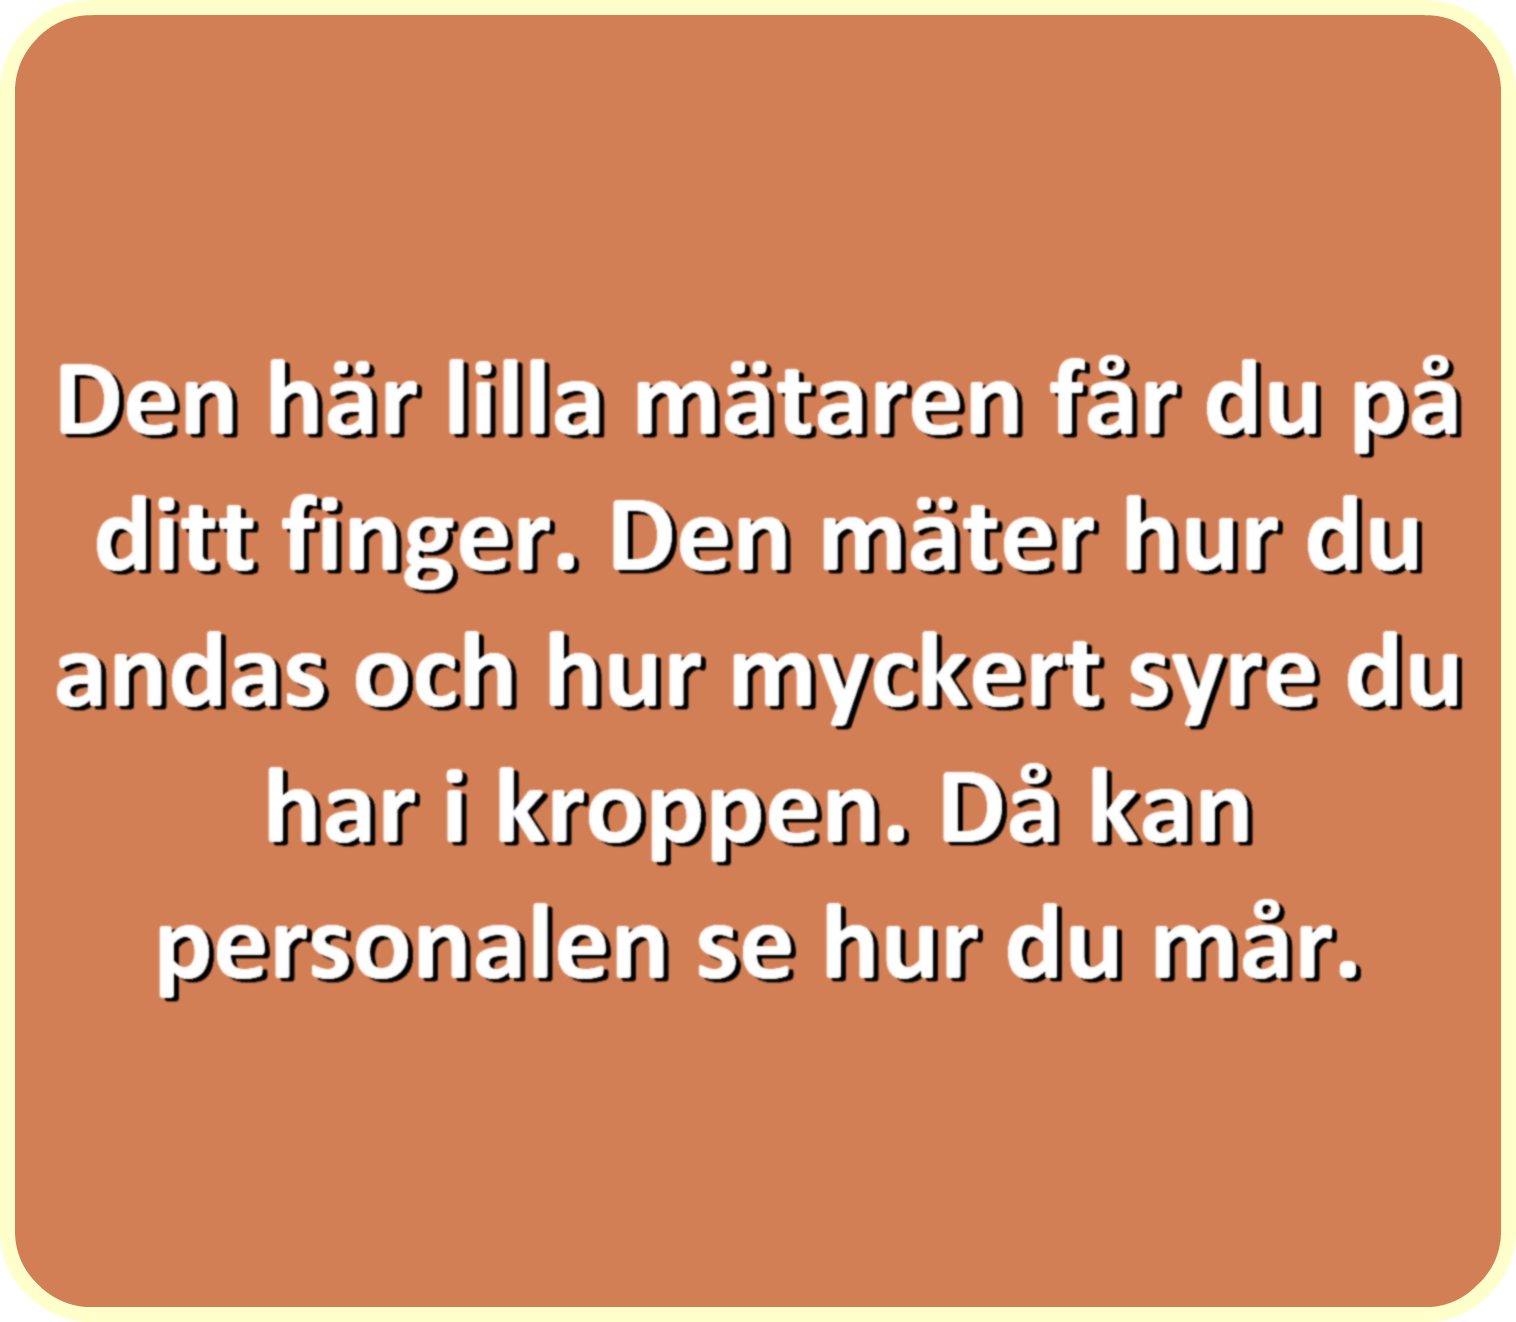 Den här lilla mätaren får du på
ditt finger. Den mäter hur du
andas och hur myckert syre du
har i kroppen. Då kan
personalen se hur du mår.